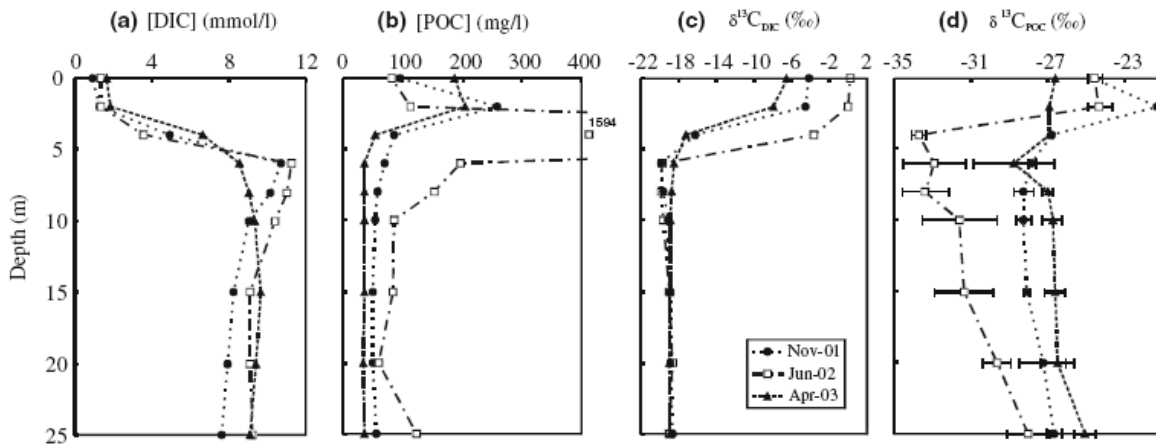 (a) [DIC] (mmol/l)
0 4 8 12
(b) [POC] (mg/l)
0 100 200 300 400
(c) δ¹³C_DIC (‰)
-22 -18 -14 -10 -6 -2 2
(d) δ¹³C_POC (‰)
-35 -31 -27 -23
Depth (m)
0
5
10
15
20
25
1594
Nov-01
Jun-02
Apr-03